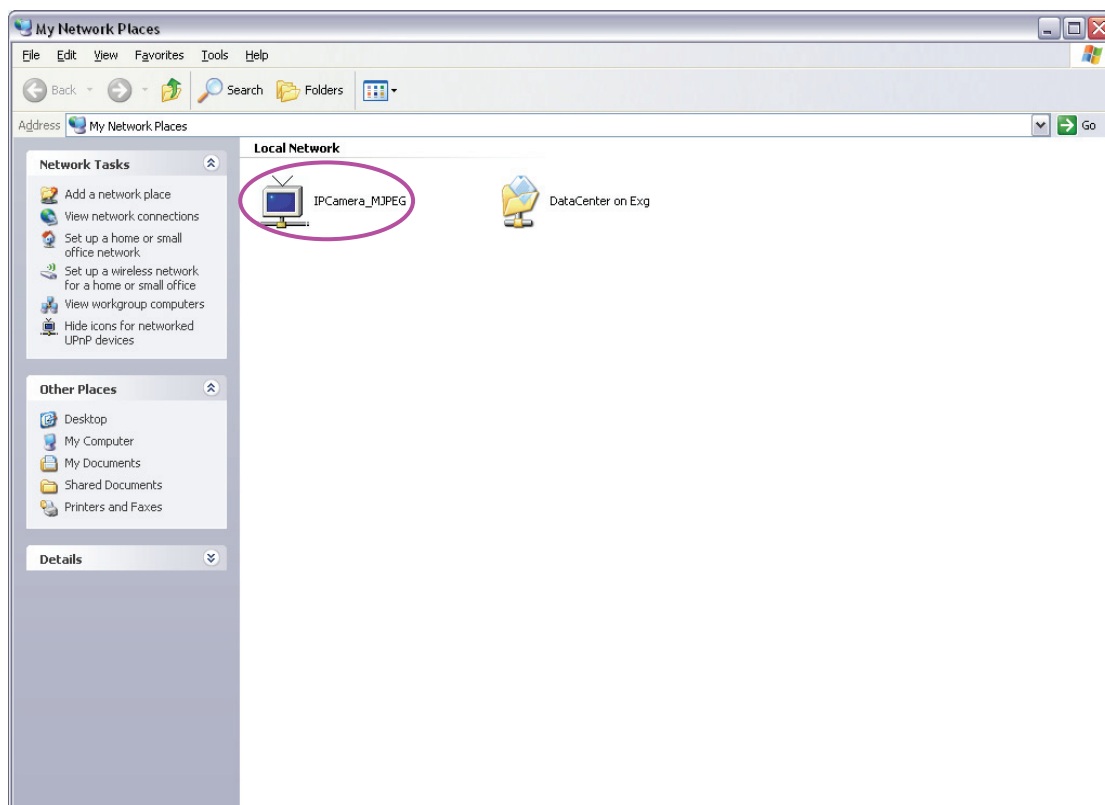 My Network Places
File Edit View Favorites Tools Help
Back Search Folders
Address My Network Places Go
Network Tasks
Add a network place
View network connections
Set up a home or small
office network
Set up a wireless network
for a home or small office
View workgroup computers
Hide icons for networked
UPnP devices
Other Places
Desktop
My Computer
My Documents
Shared Documents
Printers and Faxes
Details
Local Network
IPCamera_MJPEG
DataCenter on Exg